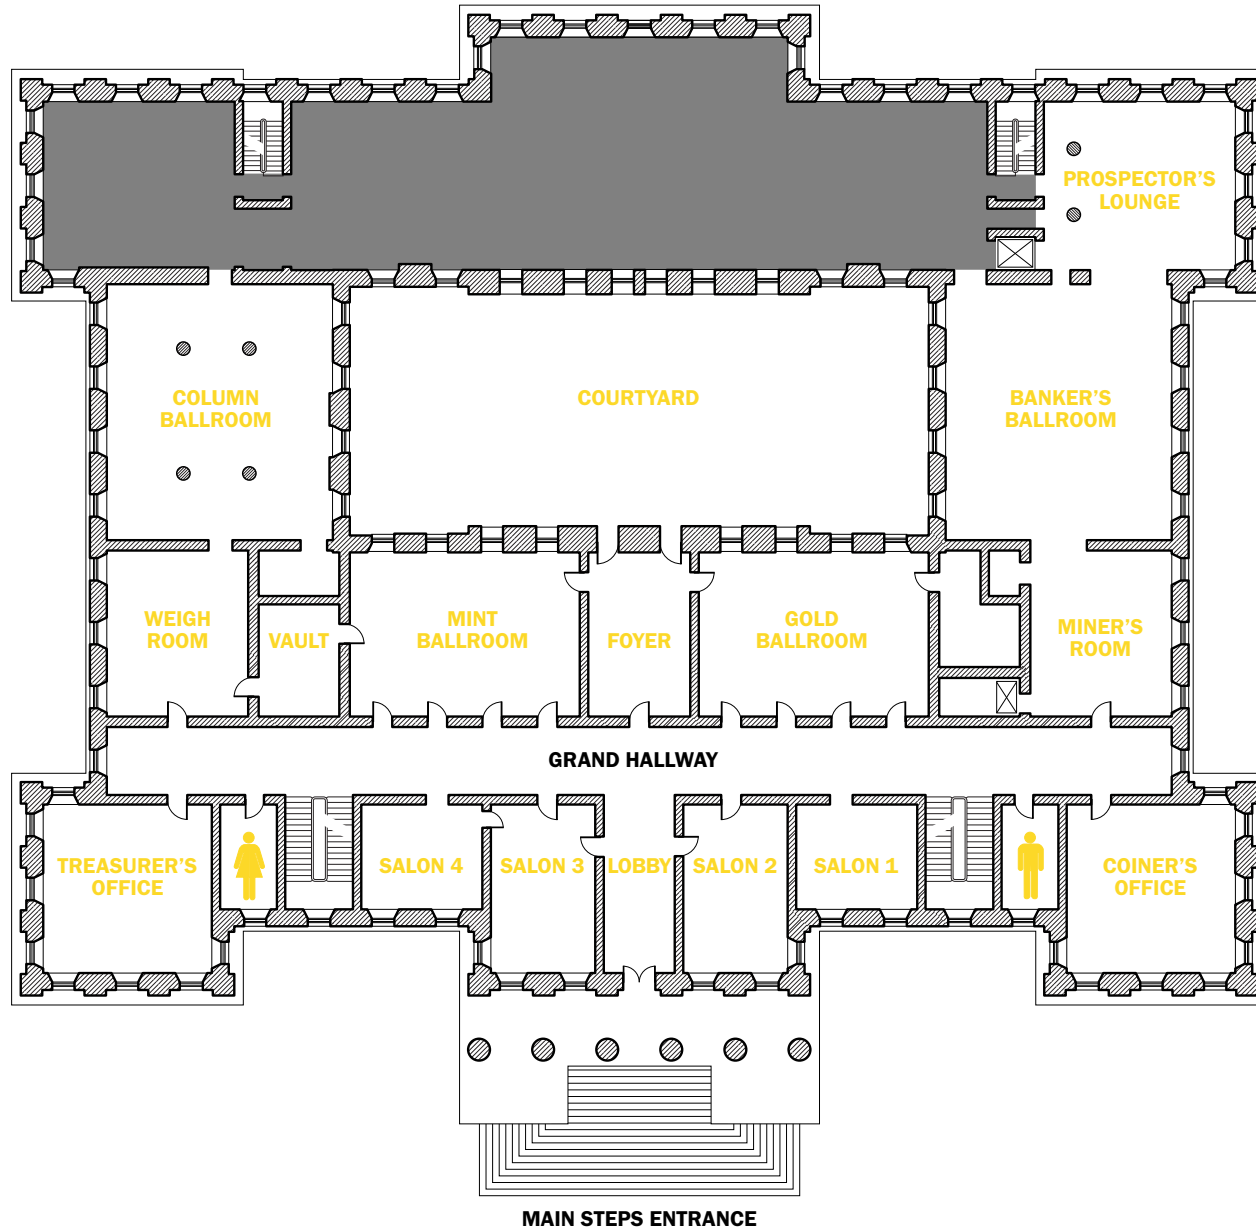 PROSPECTOR'S
LOUNGE
COLUMN
BALLROOM
COURTYARD
BANKER'S
BALLROOM
WEIGH
ROOM
VAULT
MINT
BALLROOM
FOYER
GOLD
BALLROOM
MINER'S
ROOM
GRAND HALLWAY
TREASURER'S
OFFICE
SALON 4
SALON 3
LOBBY
SALON 2
SALON 1
COINER'S
OFFICE
MAIN STEPS ENTRANCE